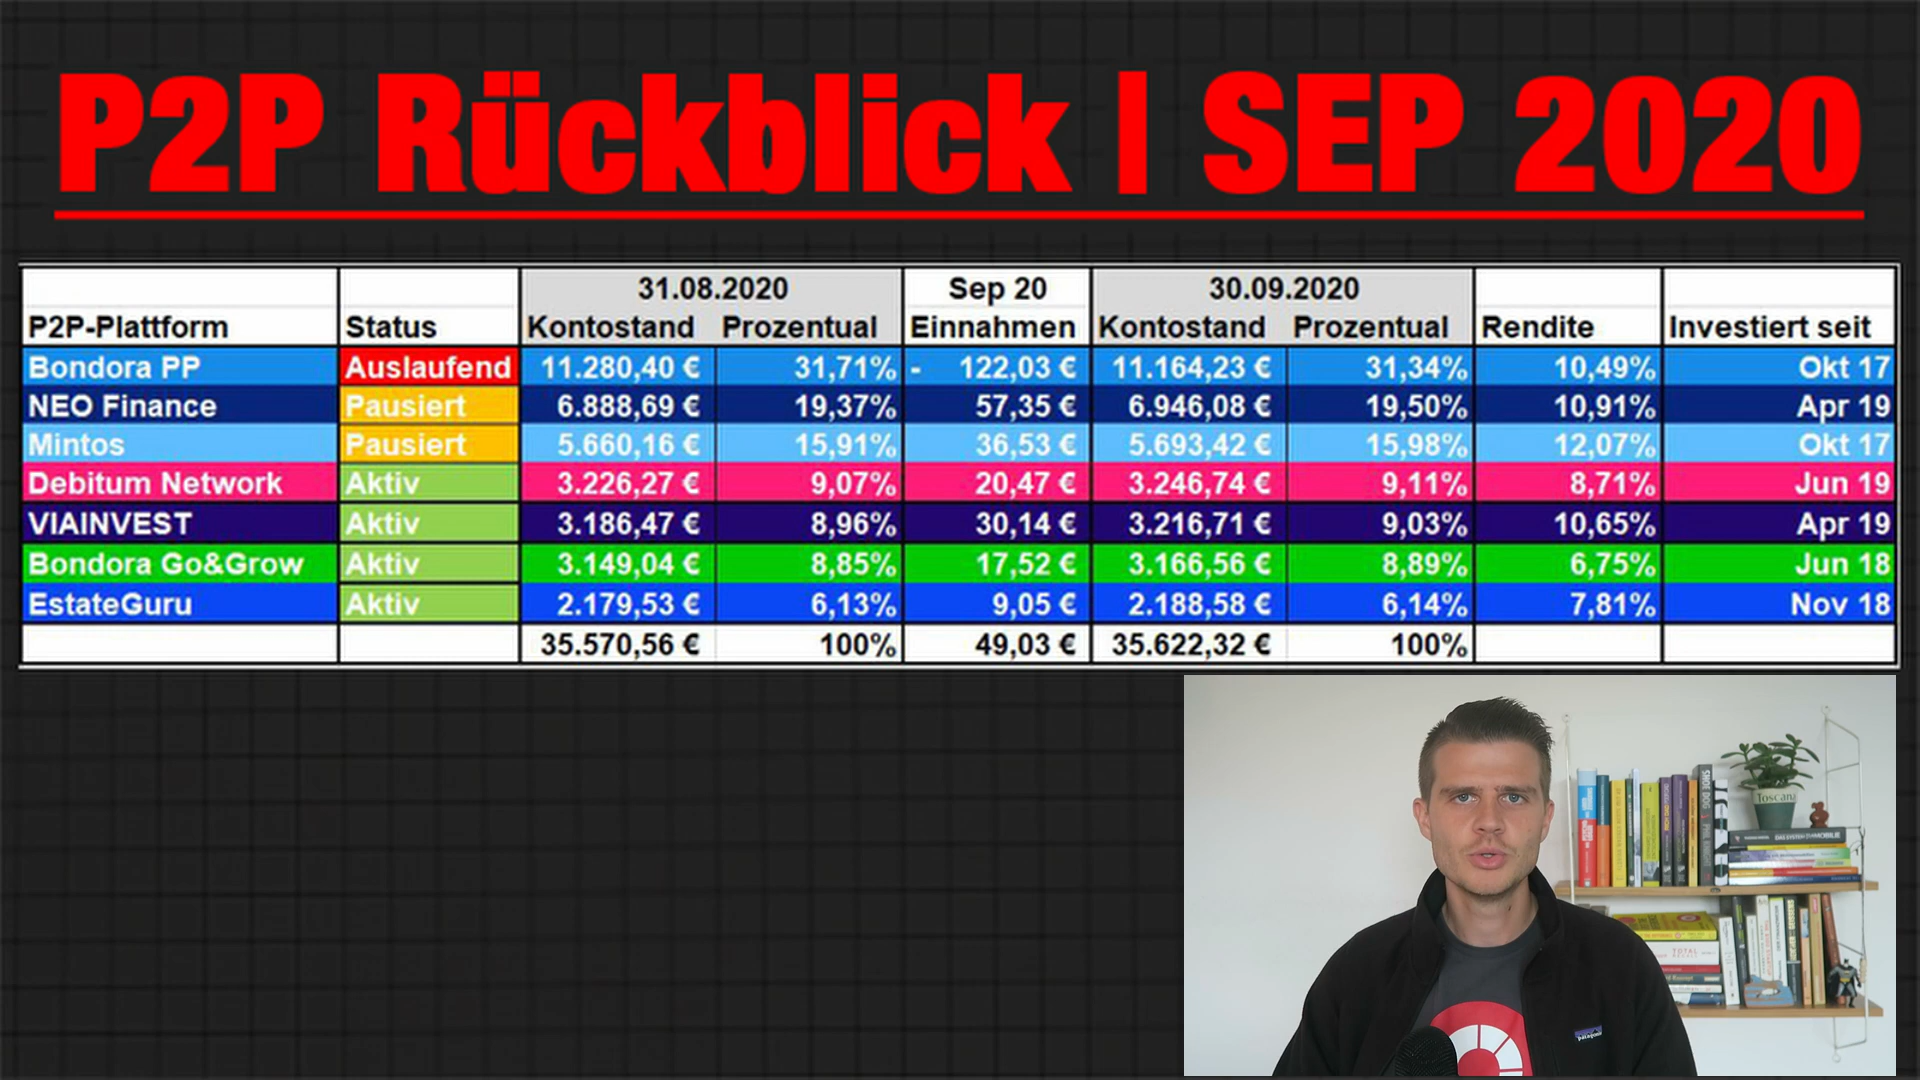 P2P Rückblick | SEP 2020
31.08.2020 Sep 20 30.09.2020
P2P-Plattform Status Kontostand Prozentual Einnahmen Kontostand Prozentual Rendite Investiert seit
Bondora PP Auslaufend 11.280,40 € 31,71% - 122,03 € 11.164,23 € 31,34% 10,49% Okt 17
NEO Finance Pausiert 6.888,69 € 19,37% 57,35 € 6.946,08 € 19,50% 10,91% Apr 19
Mintos Pausiert 5.660,16 € 15,91% 36,53 € 5.693,42 € 15,98% 12,07% Okt 17
Debitum Network Aktiv 3.226,27 € 9,07% 20,47 € 3.246,74 € 9,11% 8,71% Jun 19
VIAINVEST Aktiv 3.186,47 € 8,96% 30,14 € 3.216,71 € 9,03% 10,65% Apr 19
Bondora Go&Grow Aktiv 3.149,04 € 8,85% 17,52 € 3.166,56 € 8,89% 6,75% Jun 18
EstateGuru Aktiv 2.179,53 € 6,13% 9,05 € 2.188,58 € 6,14% 7,81% Nov 18
35.570,56 € 100% 49,03 € 35.622,32 € 100%
SHOE DOG
Toscana
TOTAL
patagonia